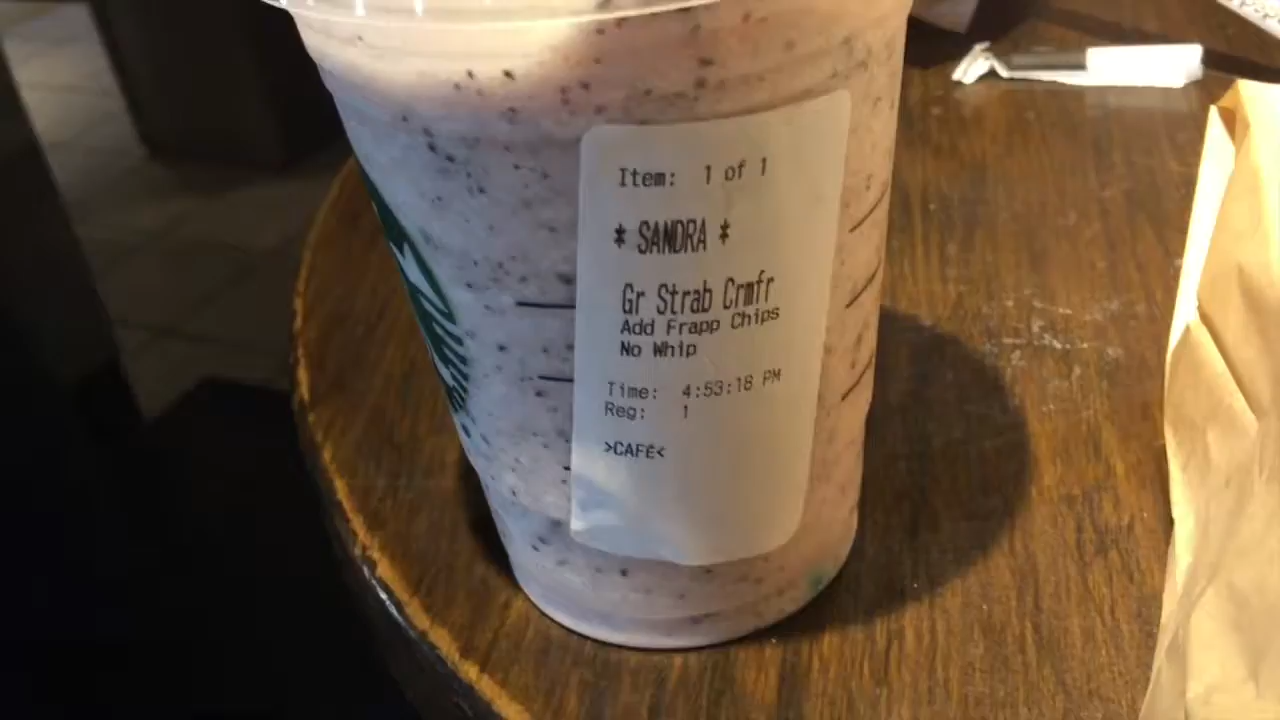 Item: 1 of 1
* SANDRA *
Gr Strab Crmfr
Add Frapp Chips
No Whip
Time: 4:53:18 PM
Reg: 1
>CAFÉ<